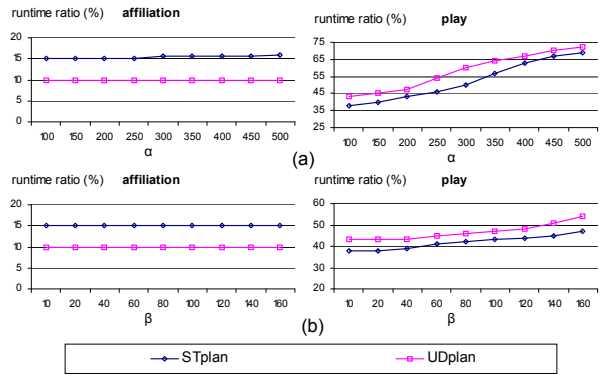 runtime ratio (%) affiliation
20
15
10
5
0
100 150 200 250 300 350 400 450 500
α
runtime ratio (%) play
75
65
55
45
35
25
100 150 200 250 300 350 400 450 500
α
(a)
runtime ratio (%) affiliation
20
15
10
5
0
10 20 40 60 80 100 120 140 160
β
runtime ratio (%) play
60
50
40
30
20
10 20 40 60 80 100 120 140 160
β
(b)
STplan UDplan